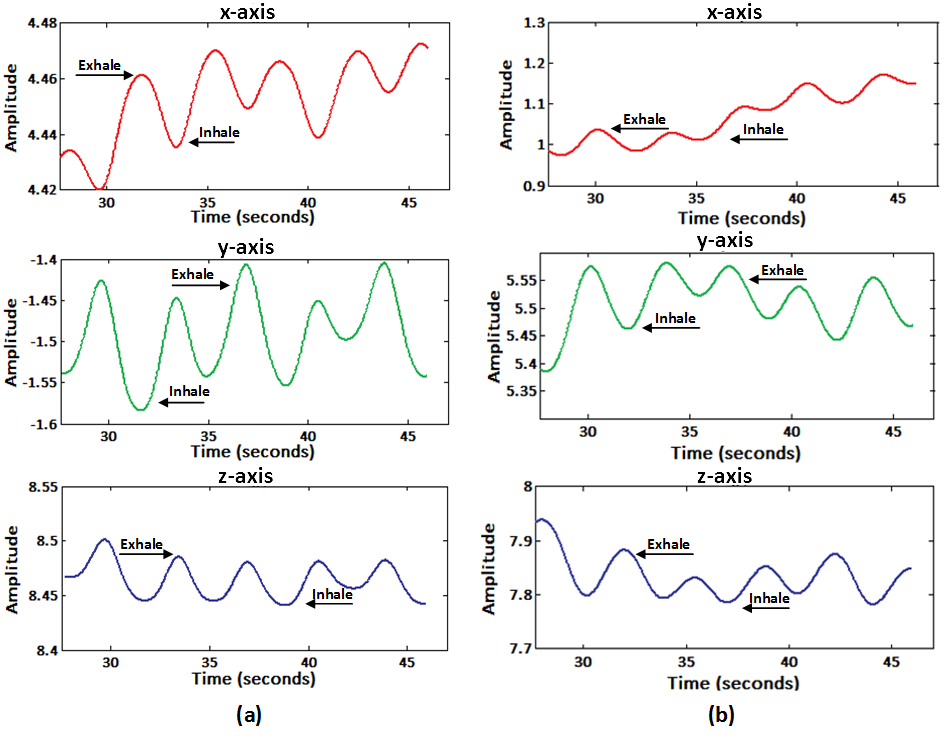 x-axis
4.48
4.46
4.44
4.42
Amplitude
Exhale
Inhale
30 35 40 45
Time (seconds)
y-axis
-1.4
-1.45
-1.5
-1.55
-1.6
Amplitude
Exhale
Inhale
30 35 40 45
Time (seconds)
z-axis
8.55
8.5
8.45
8.4
Amplitude
Exhale
Inhale
30 35 40 45
Time (seconds)
(a)
x-axis
1.3
1.2
1.1
1
0.9
Amplitude
Exhale
Inhale
30 35 40 45
Time (seconds)
y-axis
5.55
5.5
5.45
5.4
5.35
Amplitude
Exhale
Inhale
30 35 40 45
Time (seconds)
z-axis
8
7.9
7.8
7.7
Amplitude
Exhale
Inhale
30 35 40 45
Time (seconds)
(b)